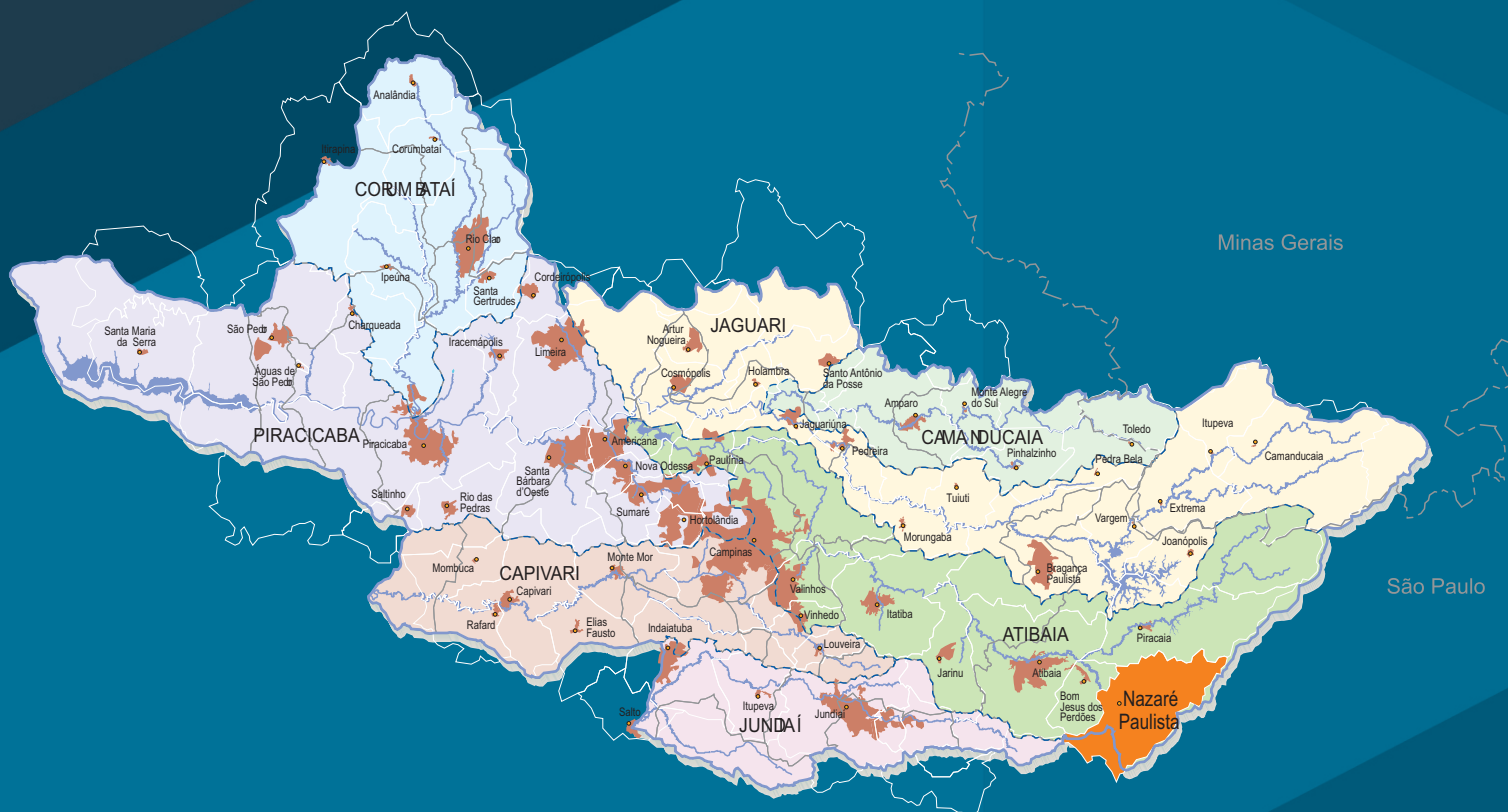 Analândia
Corumbataí
Itirapina
CORUMBATAÍ
Rio Claro
Ipeúna
Santa
Gertrudes
Cordeirópolis
Charqueada
Santa Maria
da Serra
São Pedro
Águas de
São Pedro
Iracemápolis
Limeira
PIRACICABA
Piracicaba
Saltinho
Rio das
Pedras
Santa
Bárbara
d'Oeste
Americana
Nova Odessa
Sumaré
Hortolândia
Paulínia
Campinas
JAGUARI
Artur
Nogueira
Cosmópolis
Holambra
Santo Antônio
da Posse
Jaguariúna
Pedreira
Amparo
Monte Alegre
do Sul
CAMANDUCAIA
Pinhalzinho
Toledo
Pedra Bela
Itupeva
Camanducaia
Extrema
Vargem
Joanópolis
Tuiuti
Morungaba
Bragança
Paulista
Minas Gerais
São Paulo
Mombuca
CAPIVARI
Capivari
Rafard
Elias
Fausto
Monte Mor
Indaiatuba
Valinhos
Vinhedo
Louveira
Itatiba
ATIBAIA
Piracaia
Jarinu
Atibaia
Bom
Jesus dos
Perdões
Nazaré
Paulista
Salto
Itupeva
Jundiaí
JUNDIAÍ